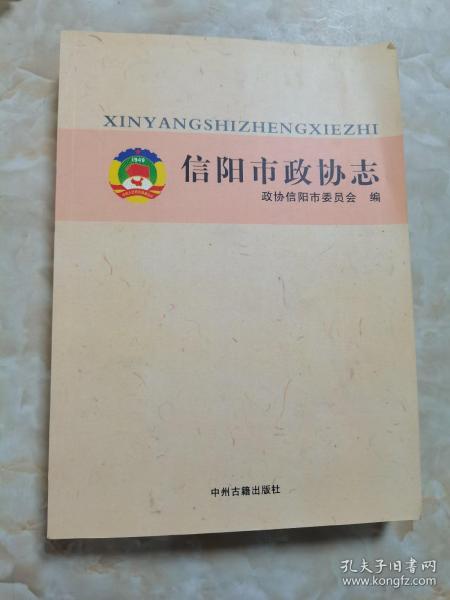 XINYANGSHIZHENGXIEZHI
1949
信阳市政协志
政协信阳市委员会 编
中州古籍出版社
孔夫子旧书网
www.kongfz.com